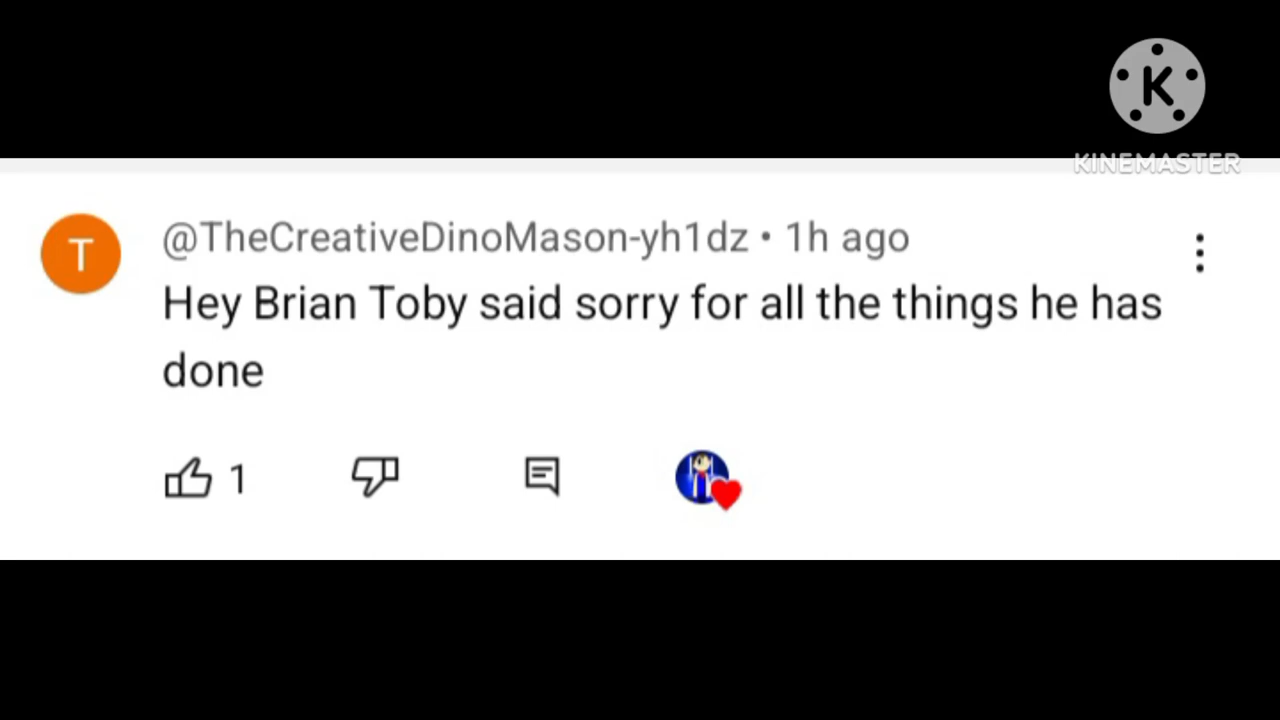 K
KINEMASTER
T
@TheCreativeDinoMason-yh1dz • 1h ago
Hey Brian Toby said sorry for all the things he has
done
1